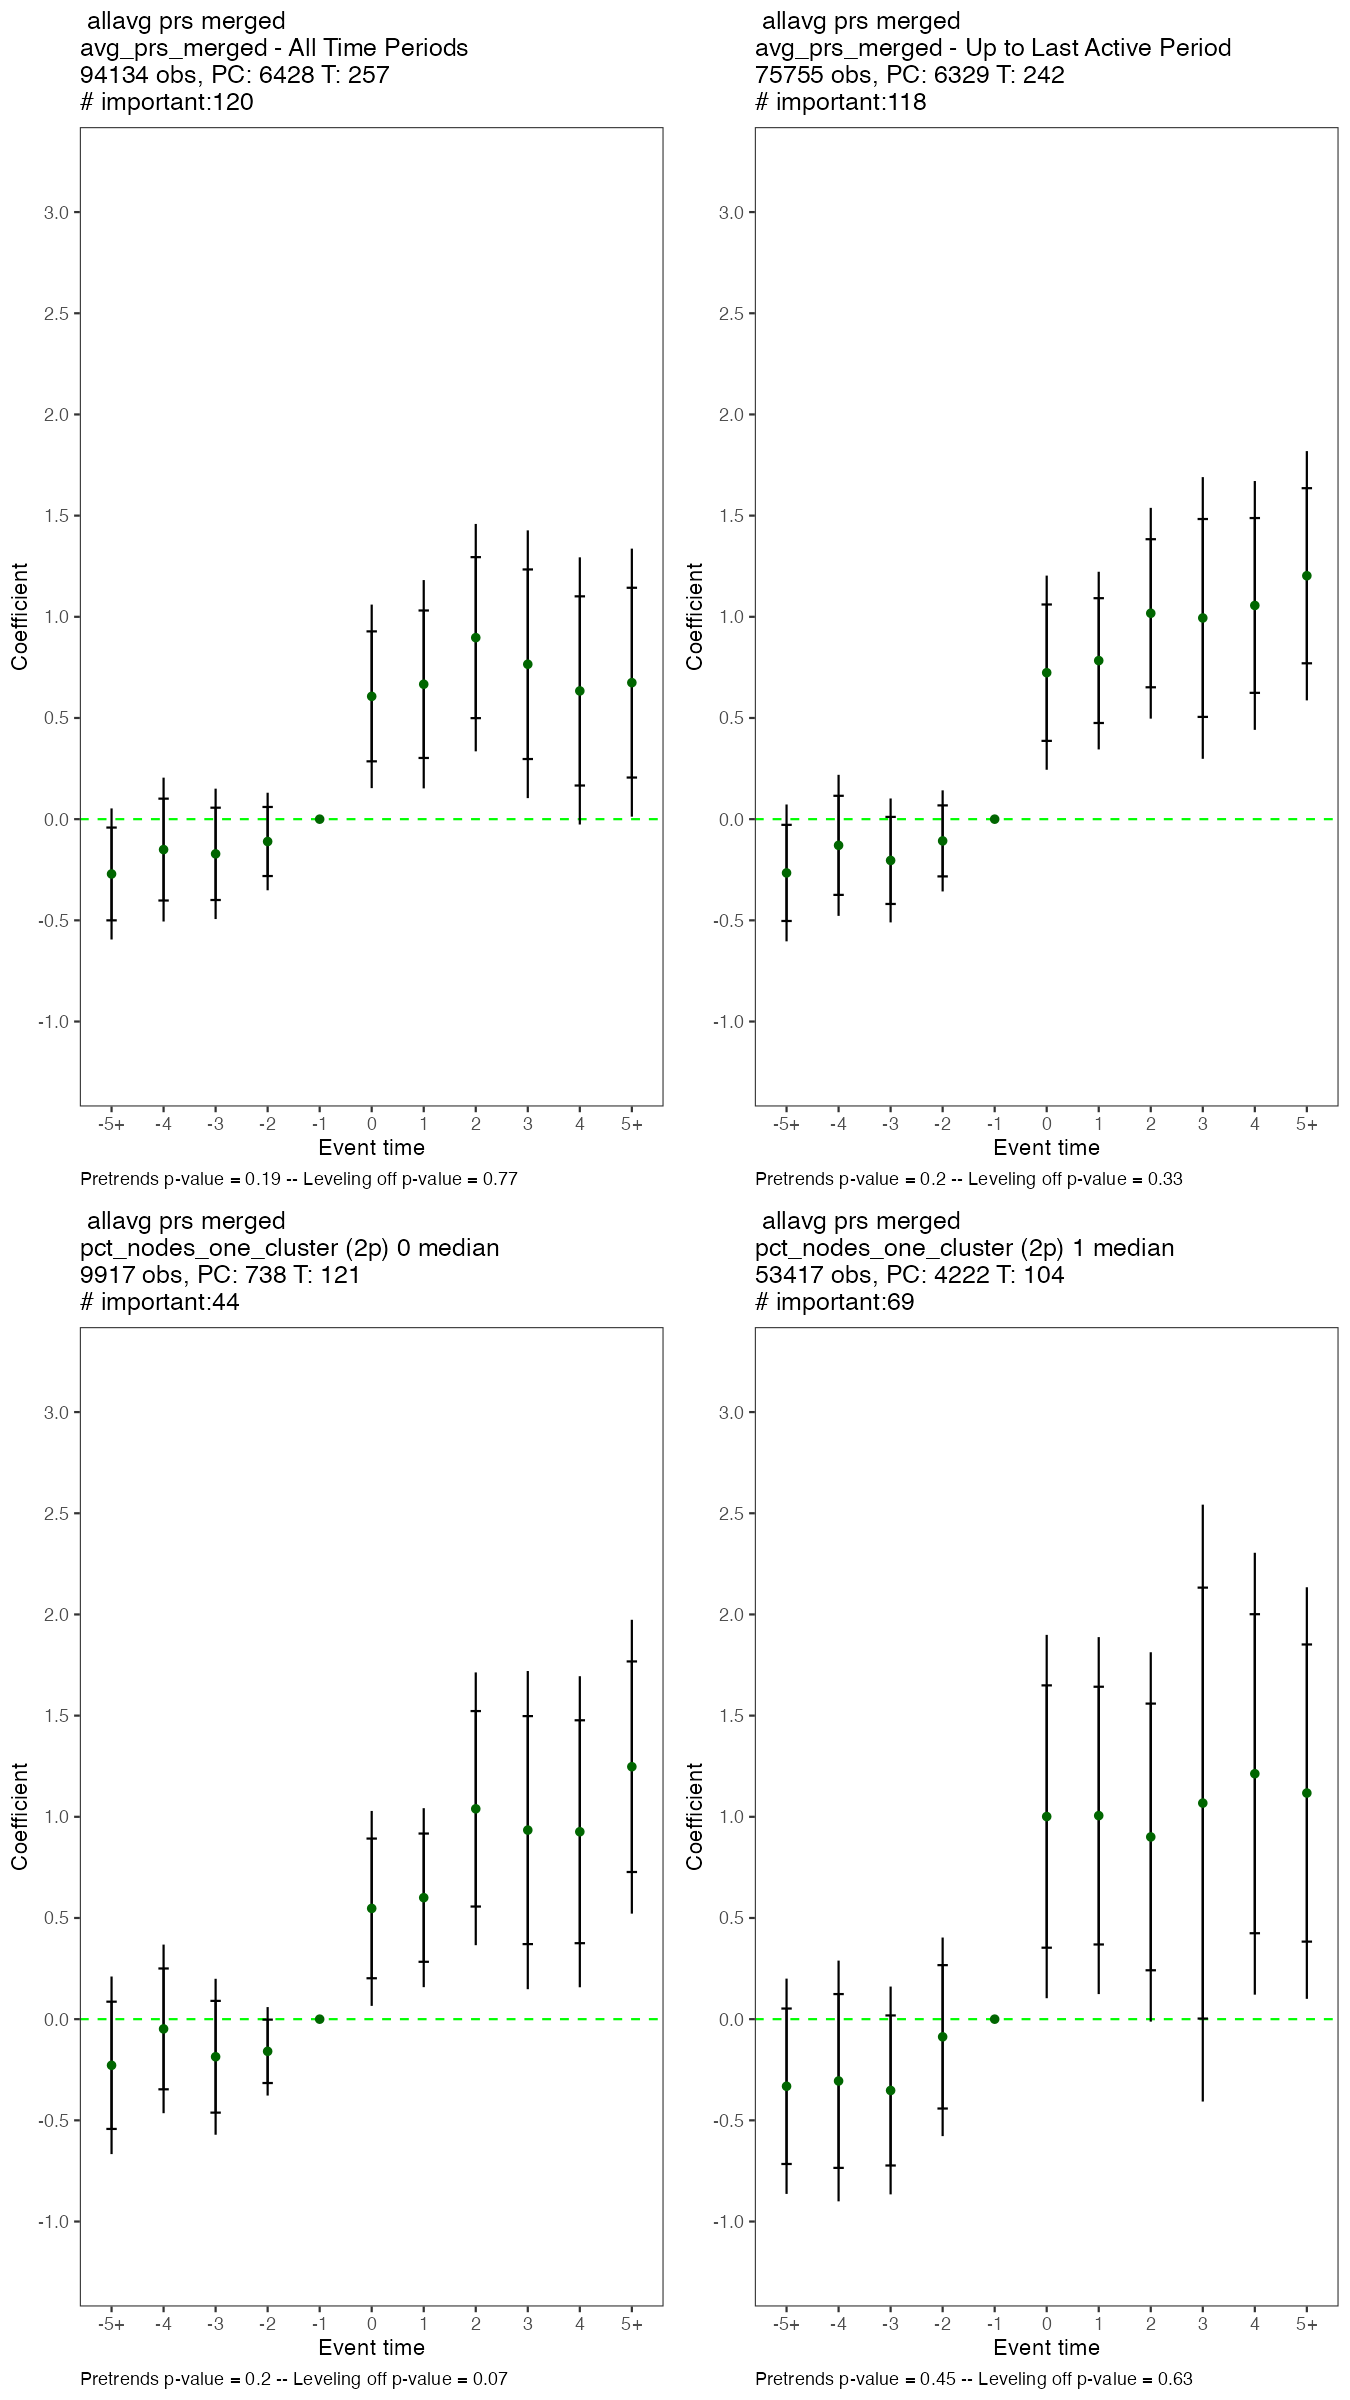 allavg prs merged
avg_prs_merged - All Time Periods
94134 obs, PC: 6428 T: 257
# important:120
Coefficient
3.0
2.5
2.0
1.5
1.0
0.5
0.0
-0.5
-1.0
-5+ -4 -3 -2 -1 0 1 2 3 4 5+
Event time
Pretrends p-value = 0.19 -- Leveling off p-value = 0.77
allavg prs merged
avg_prs_merged - Up to Last Active Period
75755 obs, PC: 6329 T: 242
# important:118
Coefficient
3.0
2.5
2.0
1.5
1.0
0.5
0.0
-0.5
-1.0
-5+ -4 -3 -2 -1 0 1 2 3 4 5+
Event time
Pretrends p-value = 0.2 -- Leveling off p-value = 0.33
allavg prs merged
pct_nodes_one_cluster (2p) 0 median
9917 obs, PC: 738 T: 121
# important:44
Coefficient
3.0
2.5
2.0
1.5
1.0
0.5
0.0
-0.5
-1.0
-5+ -4 -3 -2 -1 0 1 2 3 4 5+
Event time
Pretrends p-value = 0.2 -- Leveling off p-value = 0.07
allavg prs merged
pct_nodes_one_cluster (2p) 1 median
53417 obs, PC: 4222 T: 104
# important:69
Coefficient
3.0
2.5
2.0
1.5
1.0
0.5
0.0
-0.5
-1.0
-5+ -4 -3 -2 -1 0 1 2 3 4 5+
Event time
Pretrends p-value = 0.45 -- Leveling off p-value = 0.63